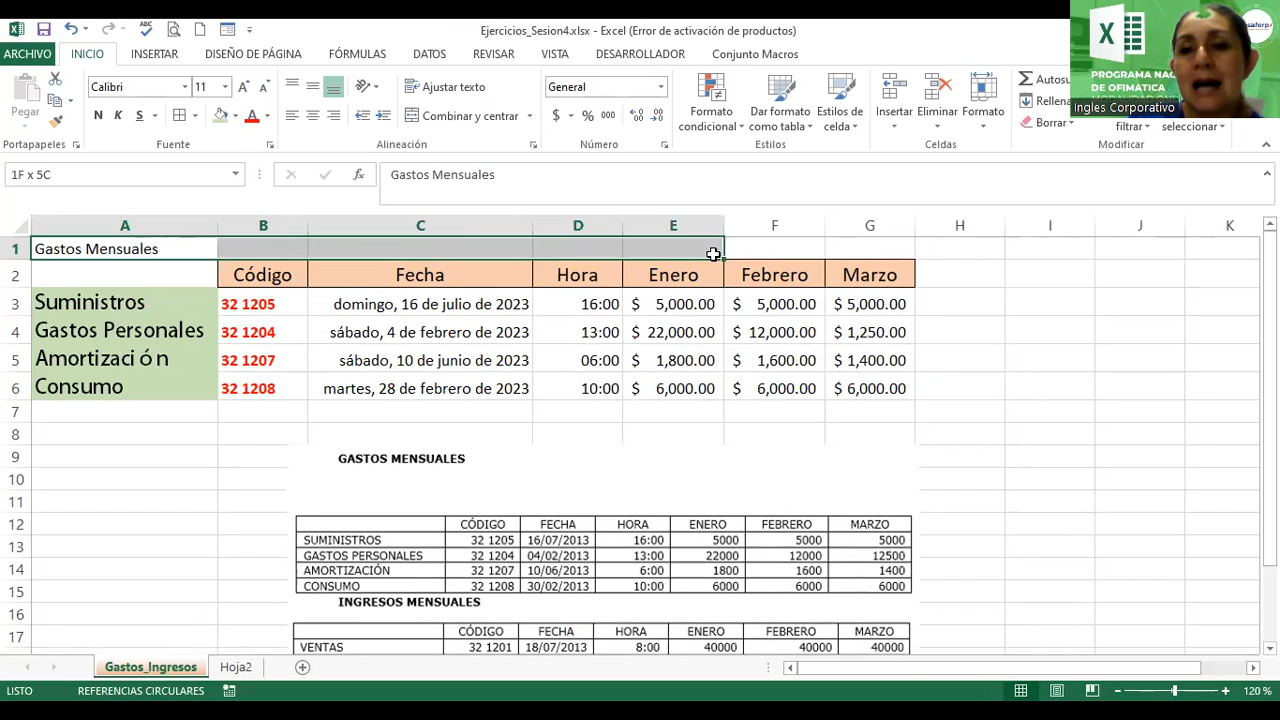 Ejercicios_Sesion4.xlsx - Excel (Error de activación de productos)
ARCHIVO INICIO INSERTAR DISEÑO DE PÁGINA FÓRMULAS DATOS REVISAR VISTA DESARROLLADOR Conjunto Macros
Calibri 11 Ajustar texto General Autosu
Pegar N K S Combinar y centrar $ % 000 Formato condicional Dar formato como tabla Estilos de celda Insertar Eliminar Formato Rellena
Borrar filtrar seleccionar
Portapapeles Fuente Alineación Número Estilos Celdas Modificar
PROGRAMA NAC
DE OFIMÁTICA
Ingles Corporativo
1F x 5C fx Gastos Mensuales
A B C D E F G H I J K
1 Gastos Mensuales
2 Código Fecha Hora Enero Febrero Marzo
3 Suministros 32 1205 domingo, 16 de julio de 2023 16:00 $ 5,000.00 $ 5,000.00 $ 5,000.00
4 Gastos Personales 32 1204 sábado, 4 de febrero de 2023 13:00 $ 22,000.00 $ 12,000.00 $ 1,250.00
5 Amortizaci ó n 32 1207 sábado, 10 de junio de 2023 06:00 $ 1,800.00 $ 1,600.00 $ 1,400.00
6 Consumo 32 1208 martes, 28 de febrero de 2023 10:00 $ 6,000.00 $ 6,000.00 $ 6,000.00
7
8
9 GASTOS MENSUALES
10
11
12 CÓDIGO FECHA HORA ENERO FEBRERO MARZO
13 SUMINISTROS 32 1205 16/07/2013 16:00 5000 5000 5000
14 GASTOS PERSONALES 32 1204 04/02/2013 13:00 22000 12000 12500
AMORTIZACIÓN 32 1207 10/06/2013 6:00 1800 1600 1400
15 CONSUMO 32 1208 30/02/2013 10:00 6000 6000 6000
16 INGRESOS MENSUALES
CÓDIGO FECHA HORA ENERO FEBRERO MARZO
17 VENTAS 32 1201 18/07/2013 8:00 40000 40000 40000
Gastos_Ingresos Hoja2
LISTO REFERENCIAS CIRCULARES 120 %